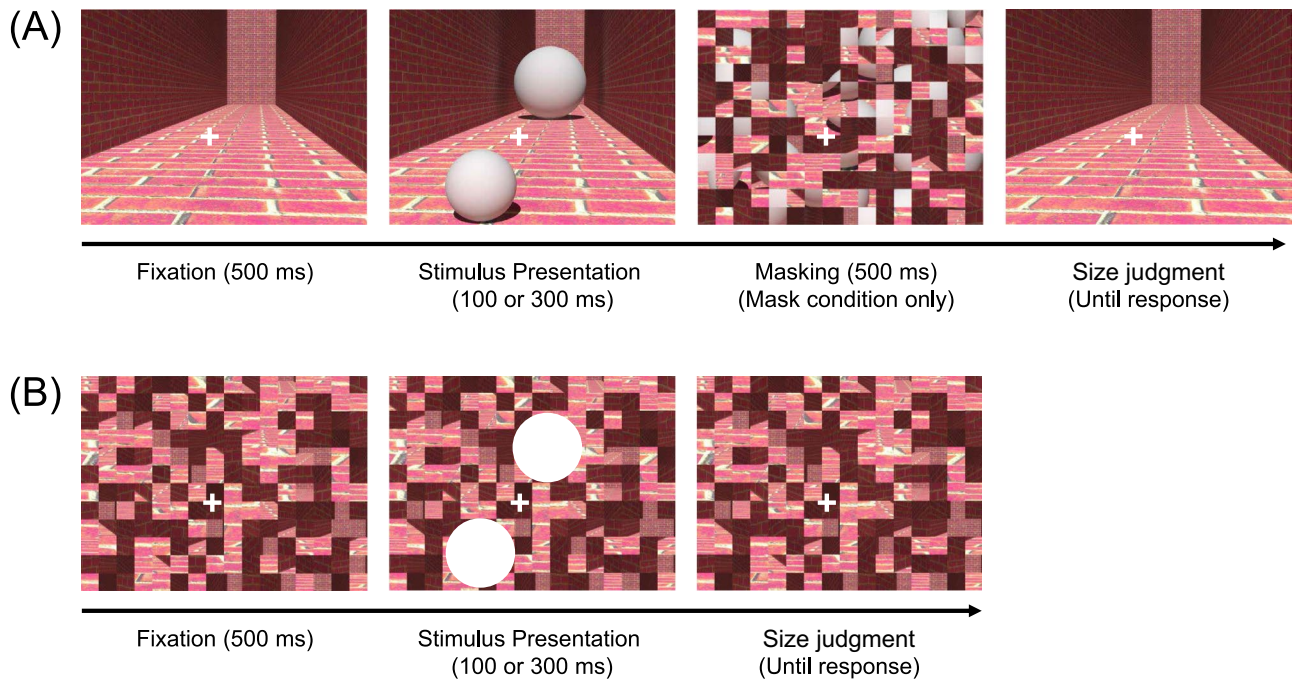 (A)
Fixation (500 ms)
Stimulus Presentation
(100 or 300 ms)
Masking (500 ms)
(Mask condition only)
Size judgment
(Until response)
(B)
Fixation (500 ms)
Stimulus Presentation
(100 or 300 ms)
Size judgment
(Until response)